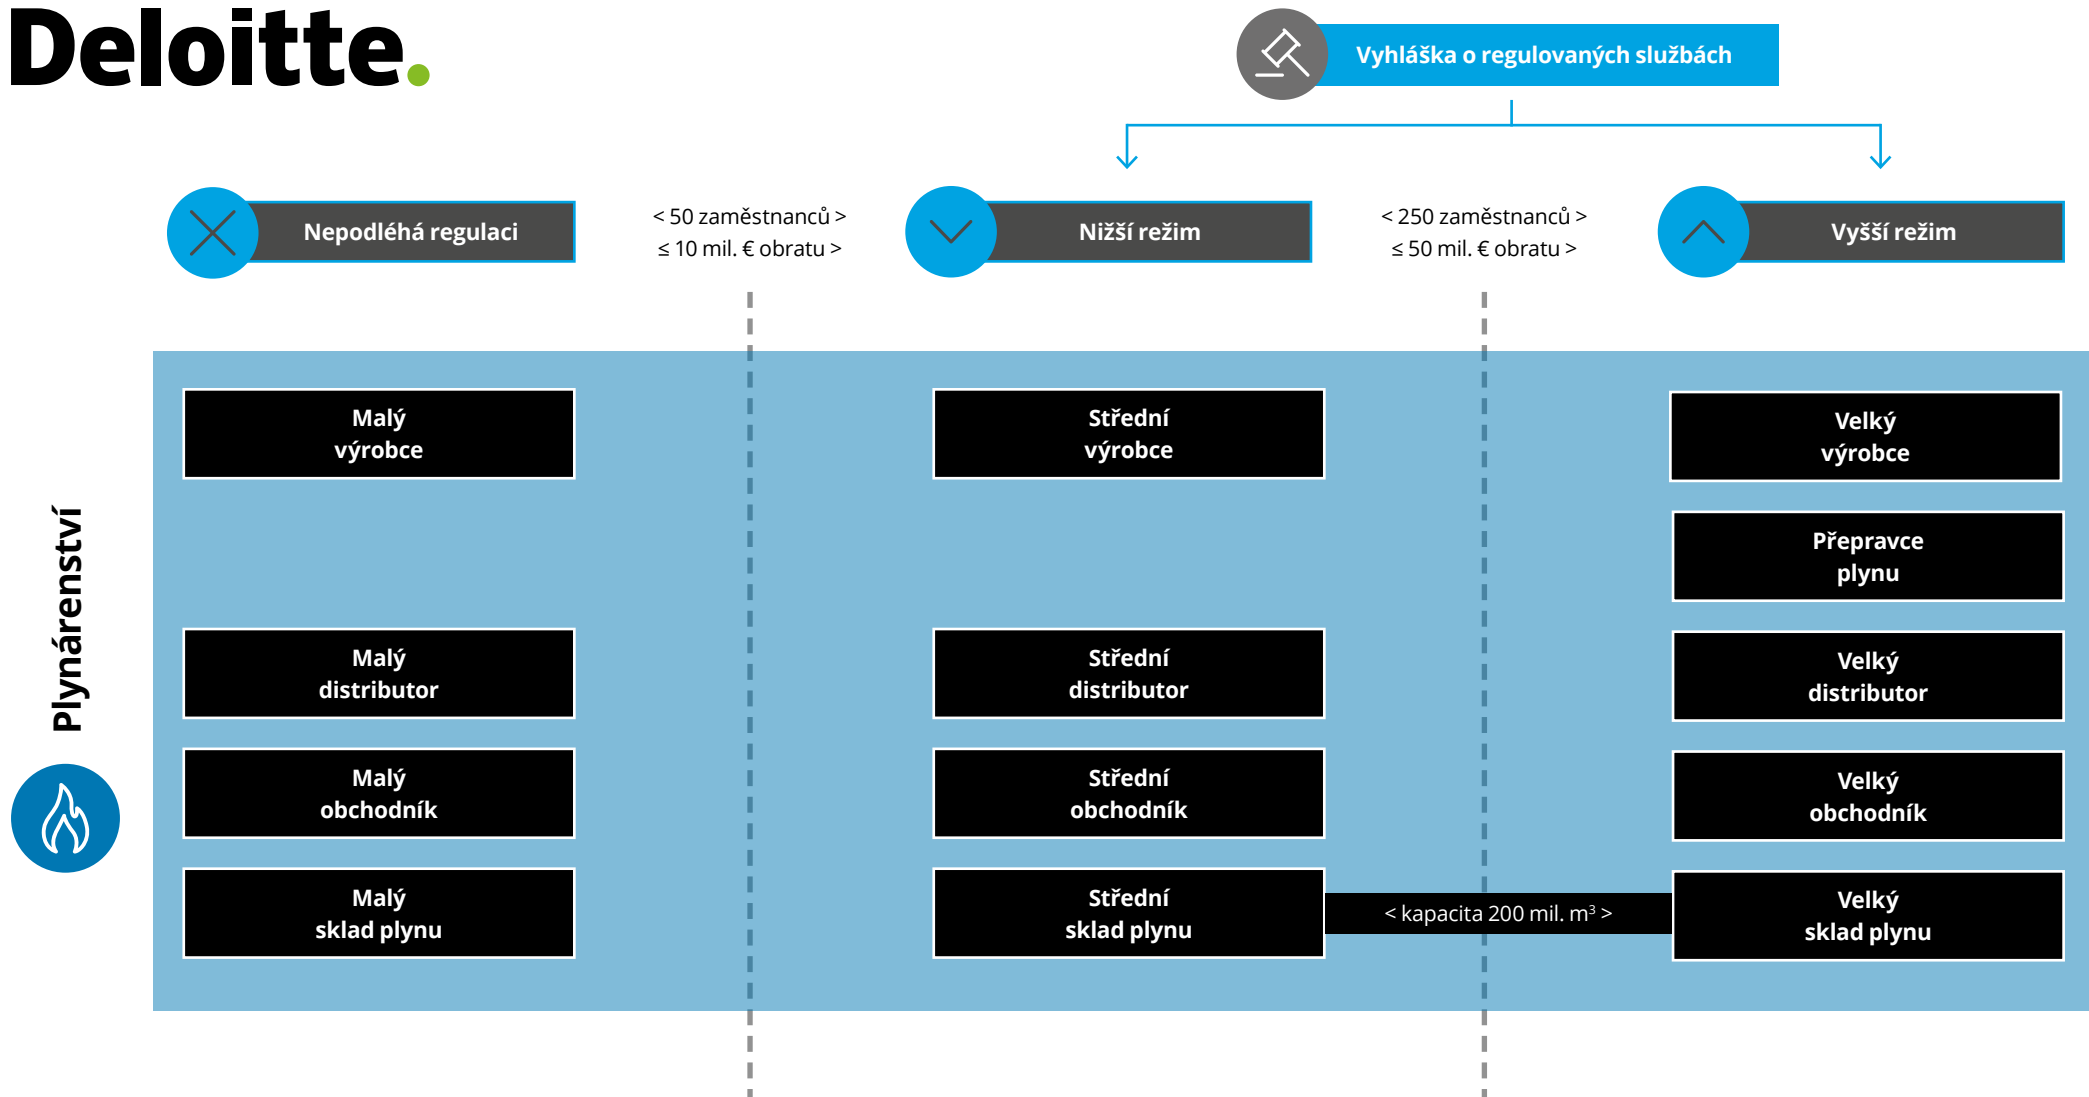 Deloitte.
Vyhláška o regulovaných službách
Nepodléhá regulaci
< 50 zaměstnanců >
≤ 10 mil. € obratu >
Nižší režim
< 250 zaměstnanců >
≤ 50 mil. € obratu >
Vyšší režim
Plynárenství
Malý
výrobce
Střední
výrobce
Velký
výrobce
Přepravce
plynu
Malý
distributor
Střední
distributor
Velký
distributor
Malý
obchodník
Střední
obchodník
Velký
obchodník
Malý
sklad plynu
Střední
sklad plynu
< kapacita 200 mil. m³ >
Velký
sklad plynu